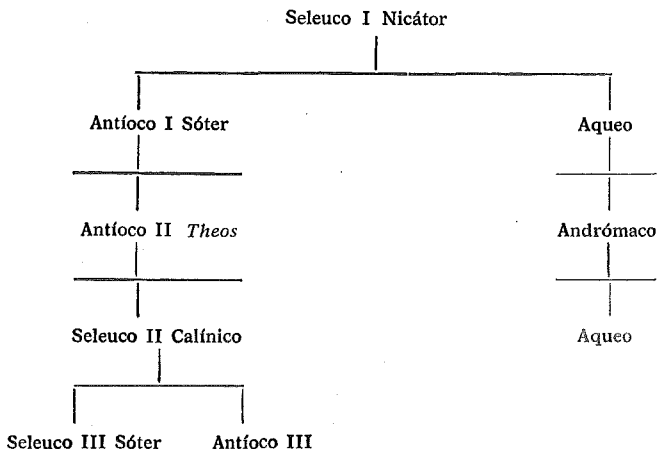 Seleuco I Nicátor
Antíoco I Sóter Aqueo
Antíoco II Theos Andrómaco
Seleuco II Calínico Aqueo
Seleuco III Sóter Antíoco III